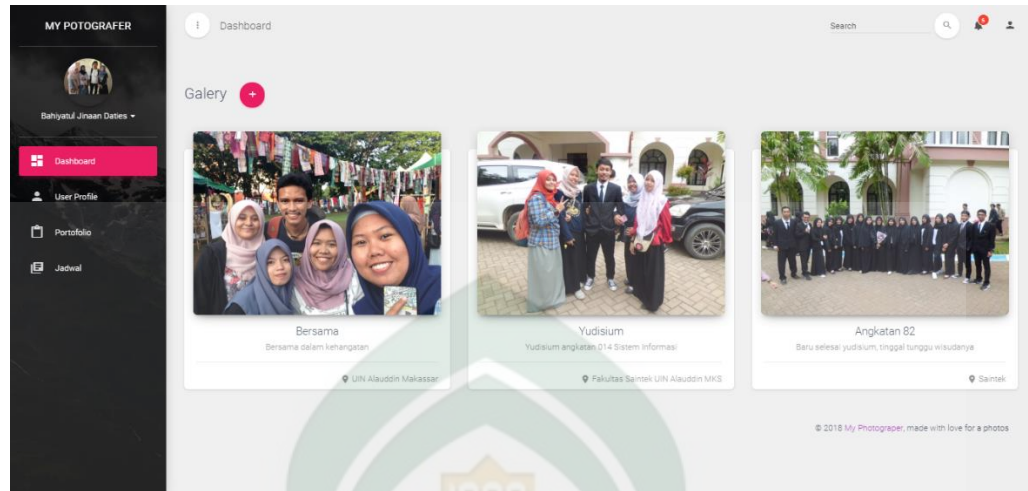 MY POTOGRAFER
Bahiyatul Jinaan Daties
Dashboard
User Profile
Portofolio
Jadwal
Dashboard
Search
5
Galery
Bersama
Bersama dalam kehangatan
UIN Alauddin Makassar
Yudisium
Yudisium angkatan 014 Sistem Informasi
Fakultas Saintek UIN Alauddin MKS
Angkatan 82
Baru selesai yudisium, tinggal tunggu wisudanya
Saintek
© 2018 My Photograper, made with love for a photos